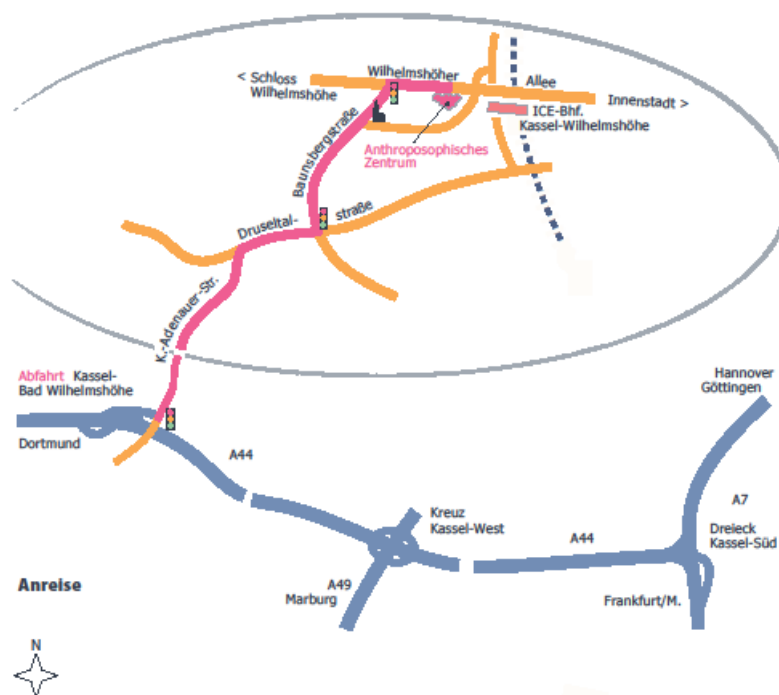 Wilhelmshöher
Allee
< Schloss
Wilhelmshöhe
Innenstadt >
ICE-Bhf.
Kassel-Wilhelmshöhe
Anthroposophisches
Zentrum
Baunsbergstraße
Druseltal-
straße
K.-Adenauer-Str.
Abfahrt Kassel-
Bad Wilhelmshöhe
Dortmund
A44
Hannover
Göttingen
A7
Kreuz
Kassel-West
A44
Dreieck
Kassel-Süd
A49
Marburg
Frankfurt/M.
Anreise
N